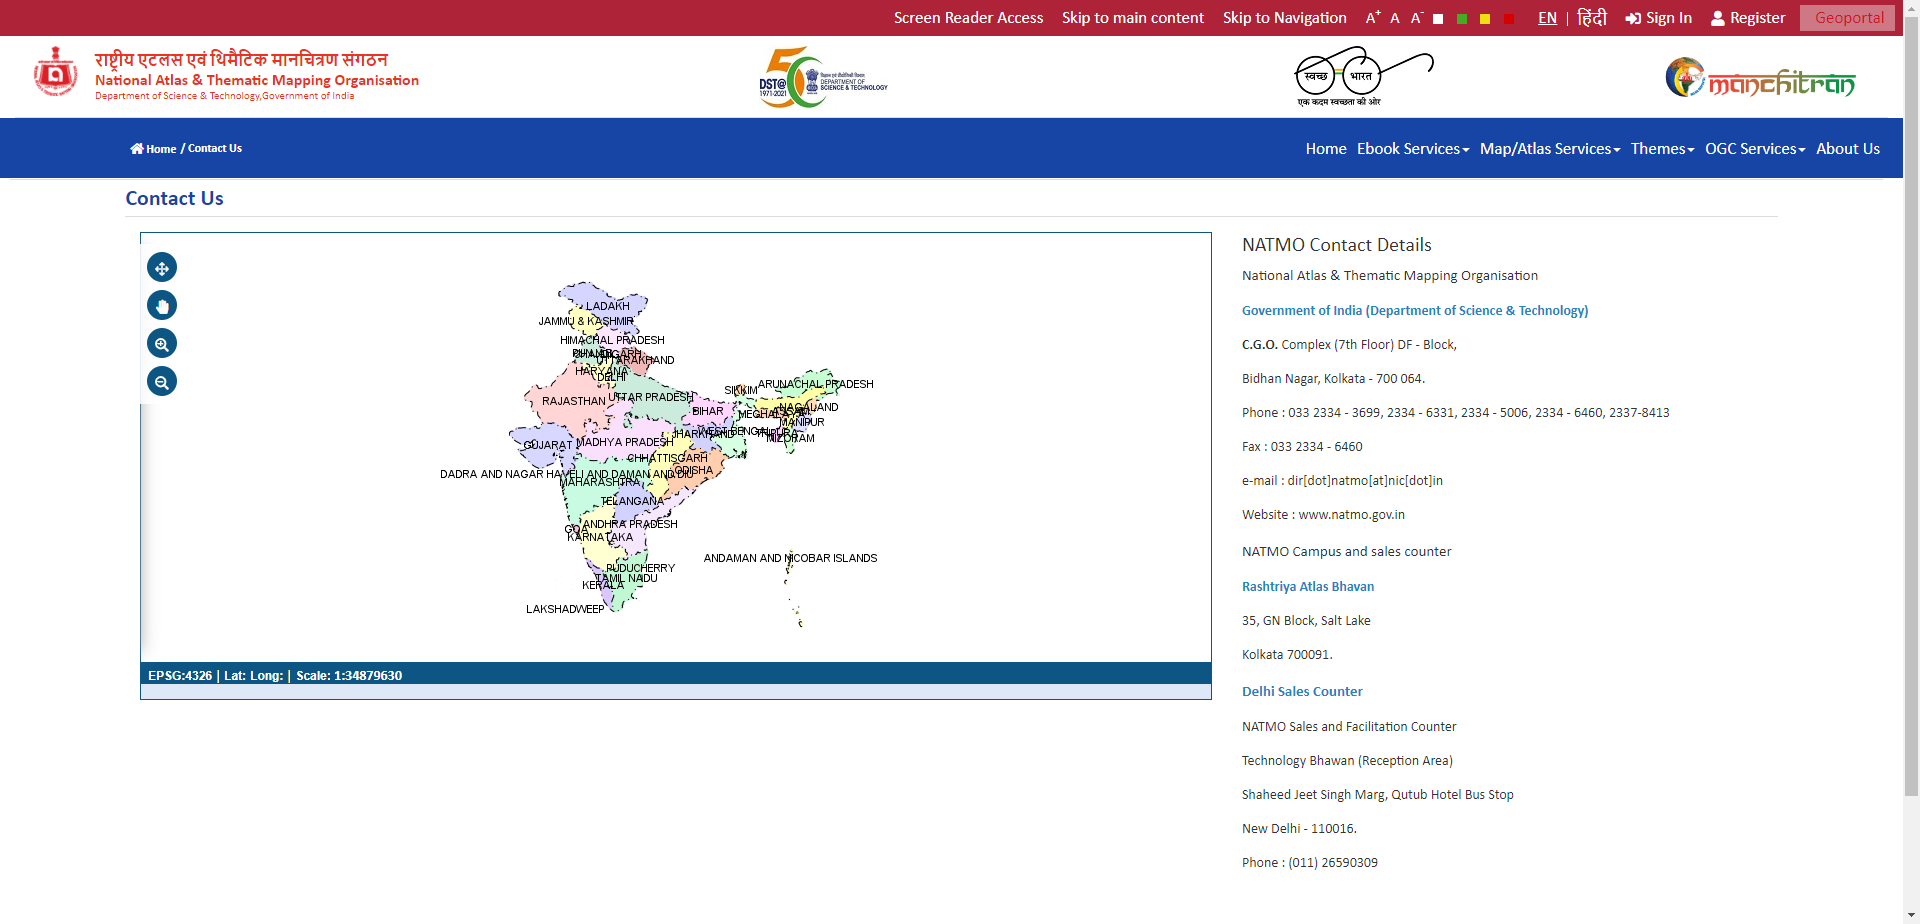 Screen Reader Access Skip to main content Skip to Navigation A+ A A- EN | हिंदी Sign In Register Geoportal
राष्ट्रीय एटलस एवं थिमैटिक मानचित्रण संगठन
National Atlas & Thematic Mapping Organisation
Department of Science & Technology,Government of India
50
DST@
1971-2021
DEPARTMENT OF
SCIENCE & TECHNOLOGY
स्वच्छ भारत
एक कदम स्वच्छता की ओर
manchitran
Home / Contact Us
Home Ebook Services Map/Atlas Services Themes OGC Services About Us
Contact Us
LADAKH
JAMMU & KASHMIR
HIMACHAL PRADESH
UTTARAKHAND
HARYANA
DELHI
SIKKIM
ARUNACHAL PRADESH
RAJASTHAN
UTTAR PRADESH
BIHAR
MEGHALAYA
NAGALAND
MANIPUR
WEST BENGAL
JHARKHAND
TRIPURA
MIZORAM
GUJARAT
MADHYA PRADESH
CHHATTISGARH
ODISHA
DADRA AND NAGAR HAVELI AND DAMAN AND DIU
MAHARASHTRA
TELANGANA
ANDHRA PRADESH
GOA
KARNATAKA
ANDAMAN AND NICOBAR ISLANDS
PUDUCHERRY
TAMIL NADU
KERALA
LAKSHADWEEP
EPSG:4326 | Lat: Long: | Scale: 1:34879630
NATMO Contact Details
National Atlas & Thematic Mapping Organisation
Government of India (Department of Science & Technology)
C.G.O. Complex (7th Floor) DF - Block,
Bidhan Nagar, Kolkata - 700 064.
Phone : 033 2334 - 3699, 2334 - 6331, 2334 - 5006, 2334 - 6460, 2337-8413
Fax : 033 2334 - 6460
e-mail : dir[dot]natmo[at]nic[dot]in
Website : www.natmo.gov.in
NATMO Campus and sales counter
Rashtriya Atlas Bhavan
35, GN Block, Salt Lake
Kolkata 700091.
Delhi Sales Counter
NATMO Sales and Facilitation Counter
Technology Bhawan (Reception Area)
Shaheed Jeet Singh Marg, Qutub Hotel Bus Stop
New Delhi - 110016.
Phone : (011) 26590309